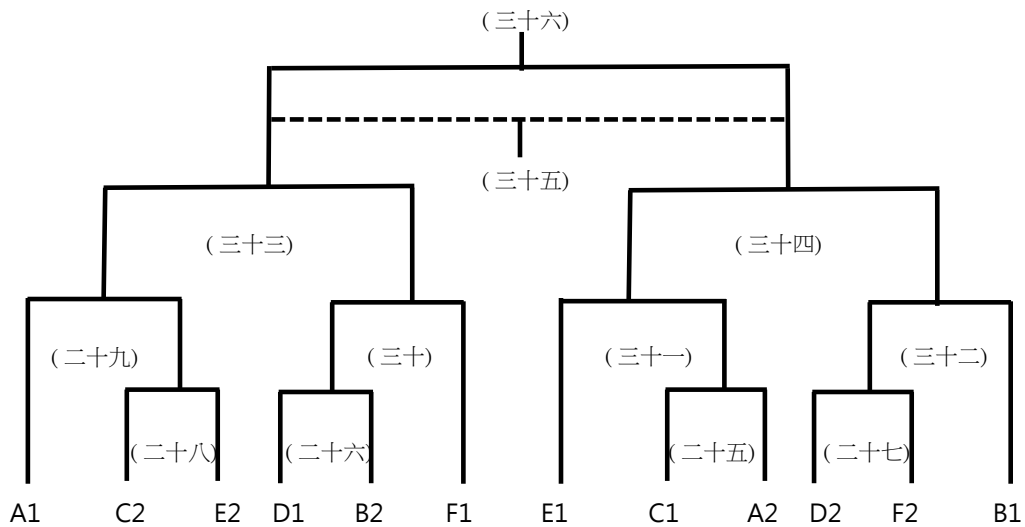 (三十六)
(三十五)
(三十三) (三十四)
(二十九) (三十) (三十一) (三十二)
(二十八) (二十六) (二十五) (二十七)
A1 C2 E2 D1 B2 F1 E1 C1 A2 D2 F2 B1